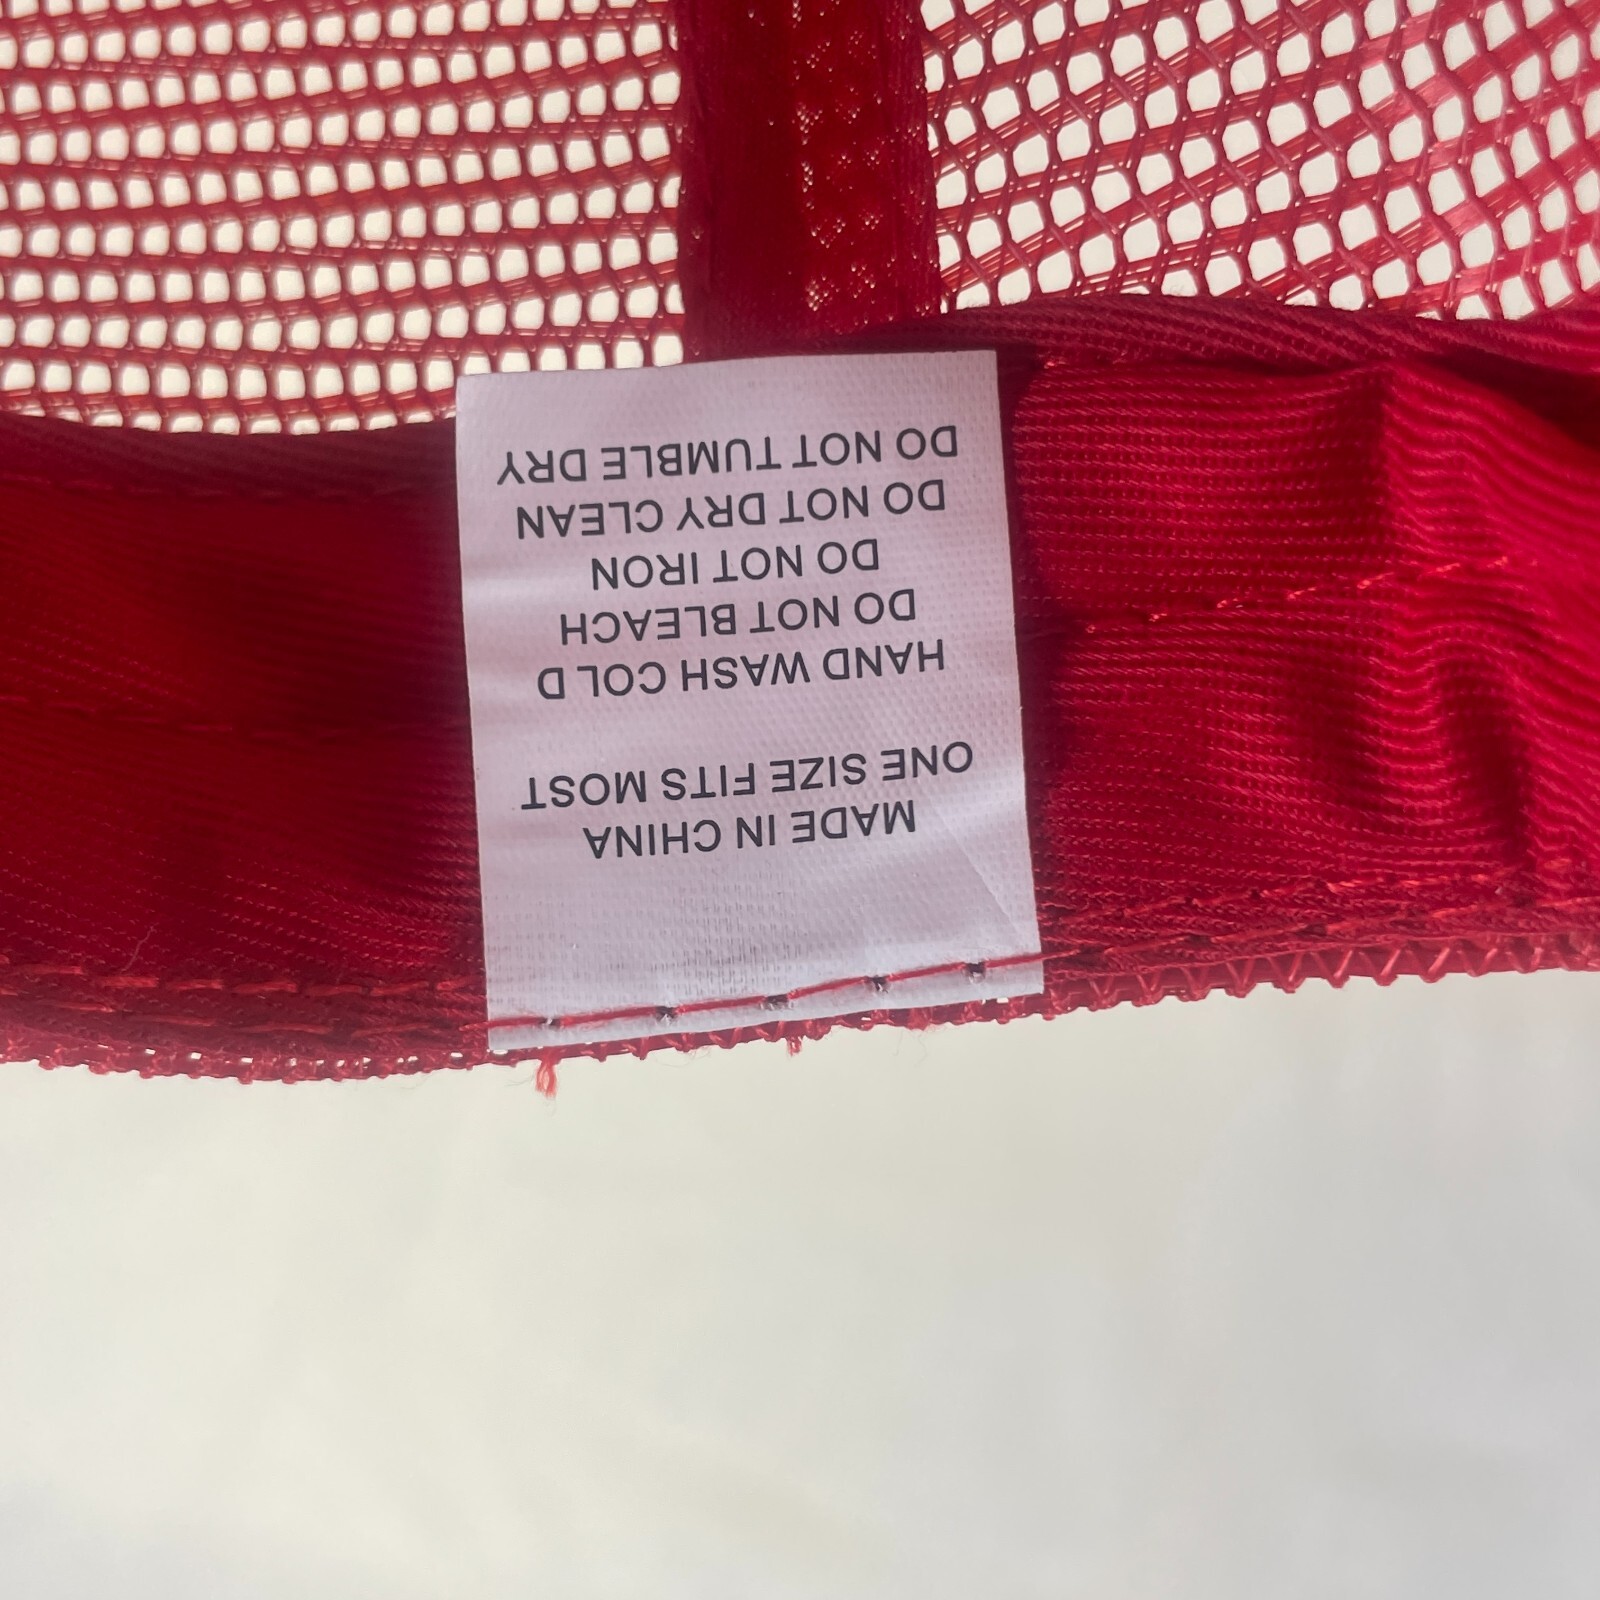 MADE IN CHINA
ONE SIZE FITS MOST
HAND WASH COLD
DO NOT BLEACH
DO NOT IRON
DO NOT DRY CLEAN
DO NOT TUMBLE DRY